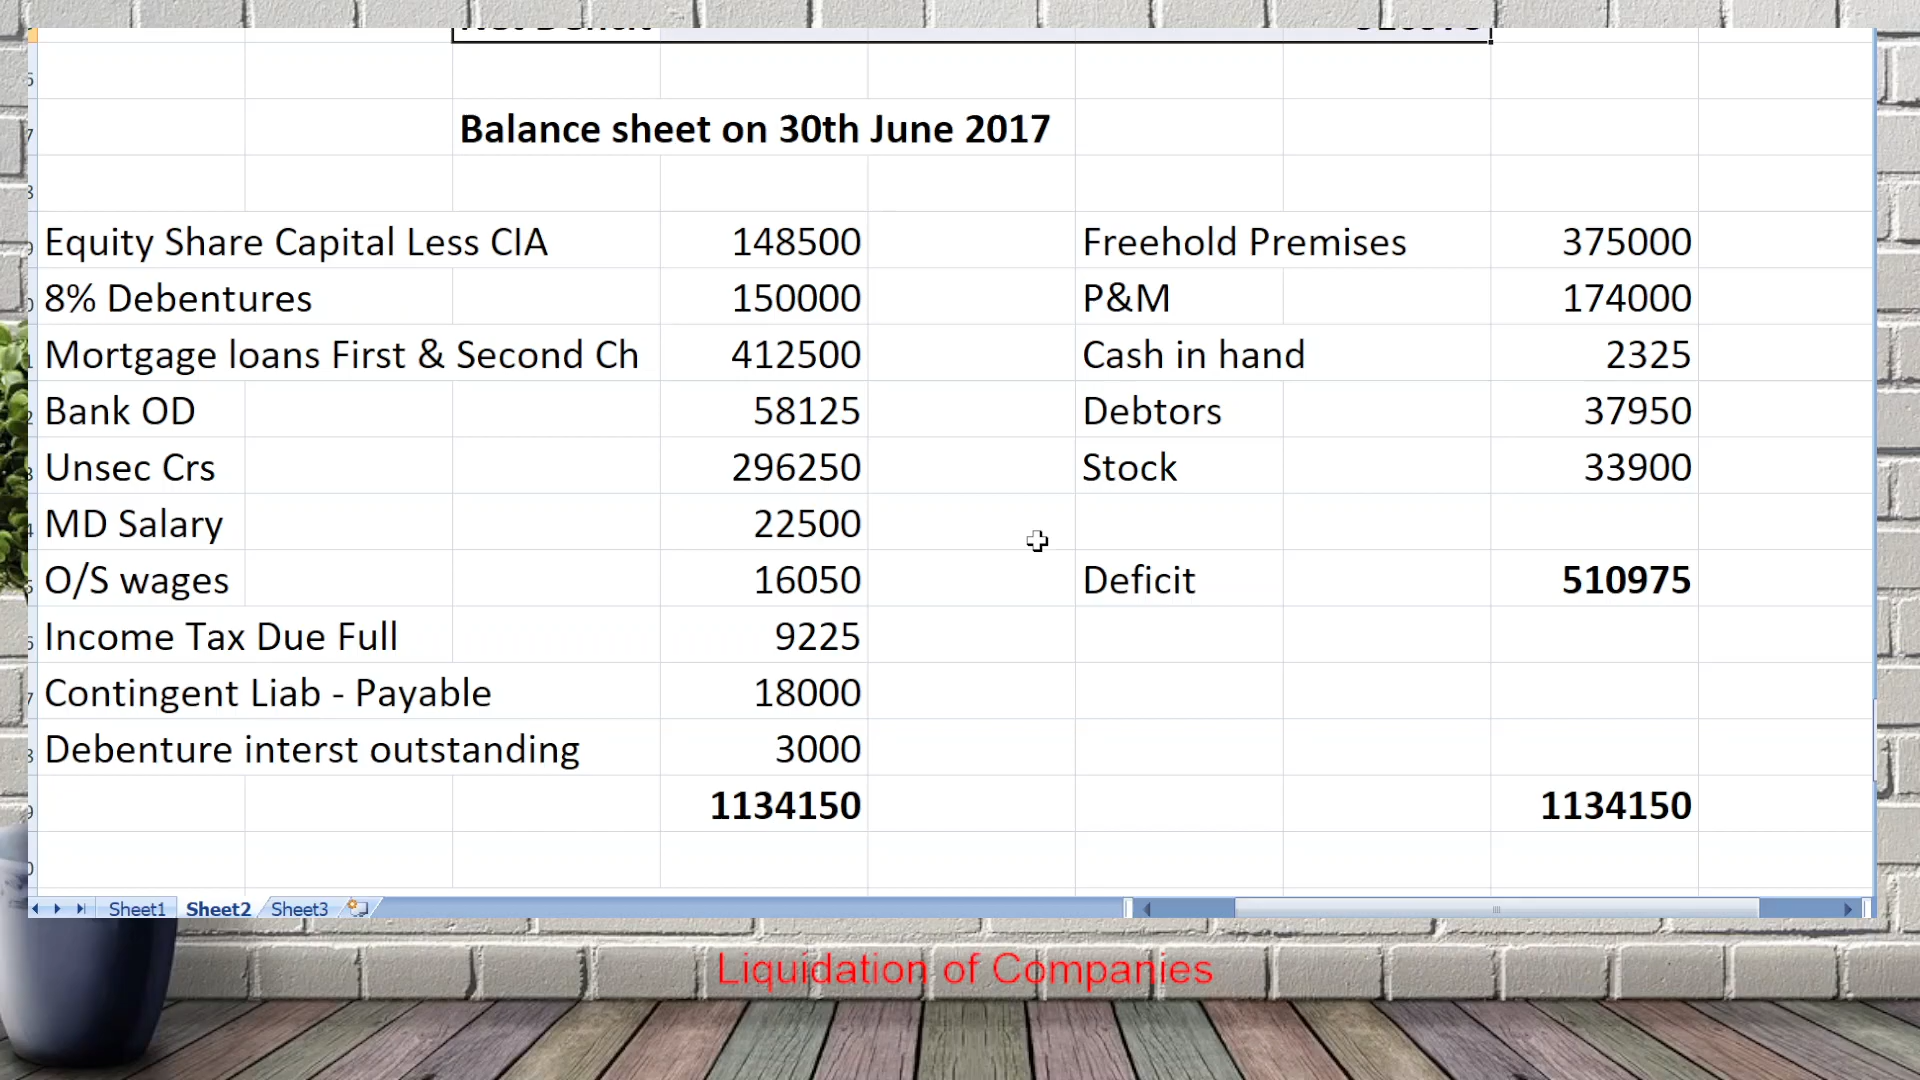 Balance sheet on 30th June 2017
Equity Share Capital Less CIA 148500 Freehold Premises 375000
8% Debentures 150000 P&M 174000
Mortgage loans First & Second Ch 412500 Cash in hand 2325
Bank OD 58125 Debtors 37950
Unsec Crs 296250 Stock 33900
MD Salary 22500
O/S wages 16050 Deficit 510975
Income Tax Due Full 9225
Contingent Liab - Payable 18000
Debenture interst outstanding 3000
1134150 1134150
Sheet1 Sheet2 Sheet3
Liquidation of Companies